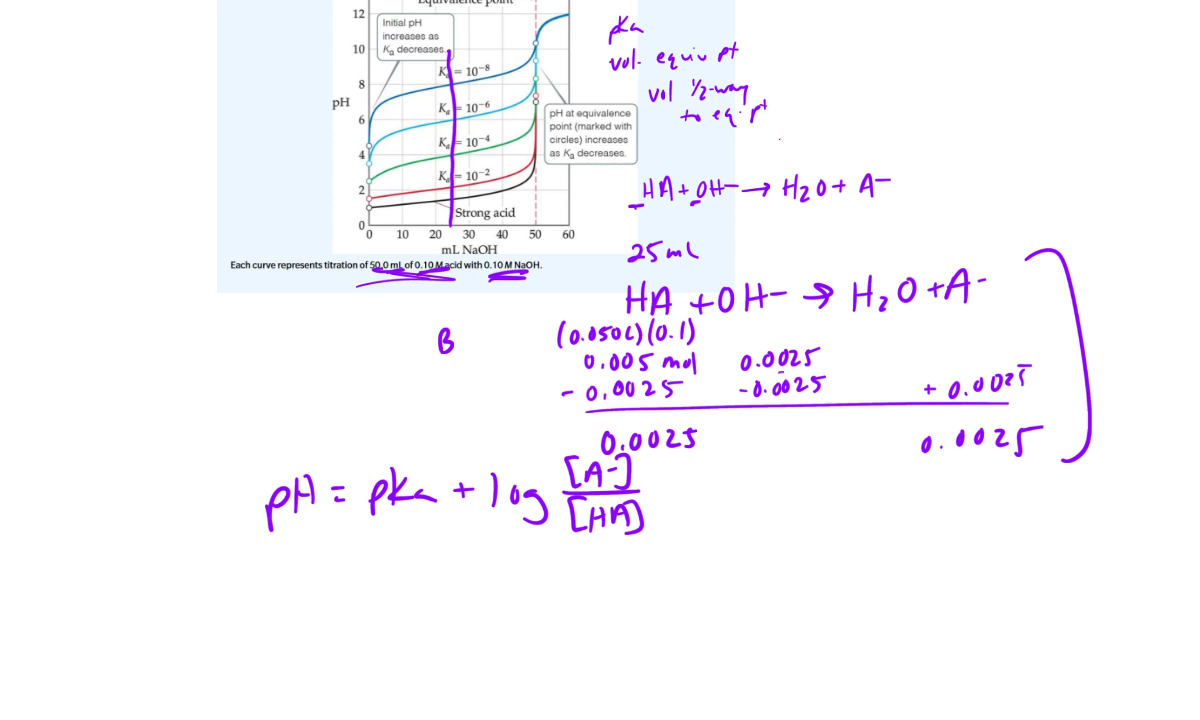 Equivalence point
12
Initial pH
increases as
Ka decreases.
10
Ka = 10⁻⁸
8
pH
Ka = 10⁻⁶
6
pH at equivalence
point (marked with
circles) increases
as Ka decreases.
Ka = 10⁻⁴
4
Ka = 10⁻²
2
Strong acid
0
0 10 20 30 40 50 60
mL NaOH
Each curve represents titration of 50.0 mL of 0.10 M acid with 0.10 M NaOH.
pka
vol. equiv pt
vol ½-way
to eq. pt
HA + OH- → H2O + A-
25 ml
HA + OH- → H2O + A-
B
(0.050L)(0.1)
0.005 mol 0.0025
- 0.0025 -0.0025 + 0.0025
0.0025 0.0025
pH = pka + log [A-]
[HA]